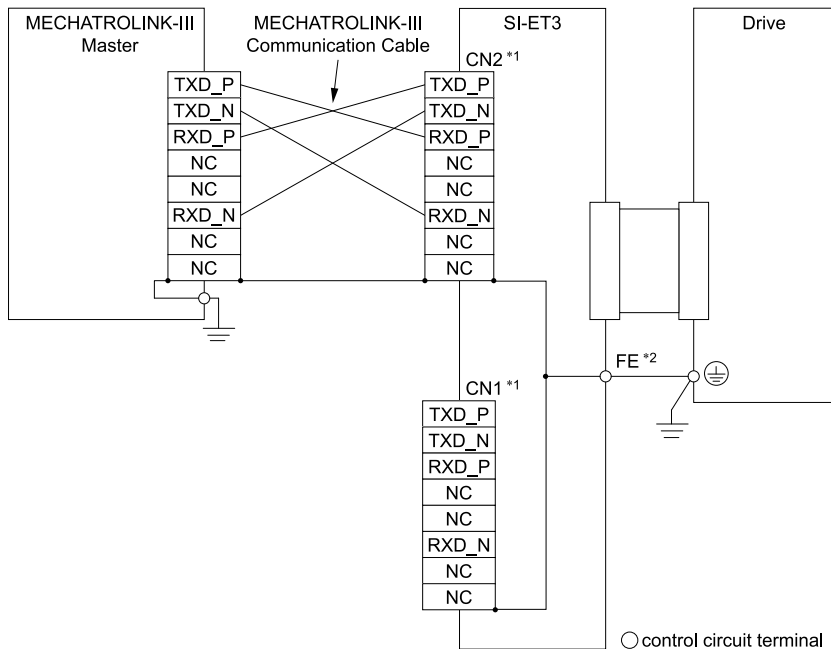 MECHATROLINK-III
Master
MECHATROLINK-III
Communication Cable
SI-ET3
Drive
CN2 *1
TXD_P
TXD_N
RXD_P
NC
NC
RXD_N
NC
NC
TXD_P
TXD_N
RXD_P
NC
NC
RXD_N
NC
NC
FE *2
CN1 *1
TXD_P
TXD_N
RXD_P
NC
NC
RXD_N
NC
NC
control circuit terminal